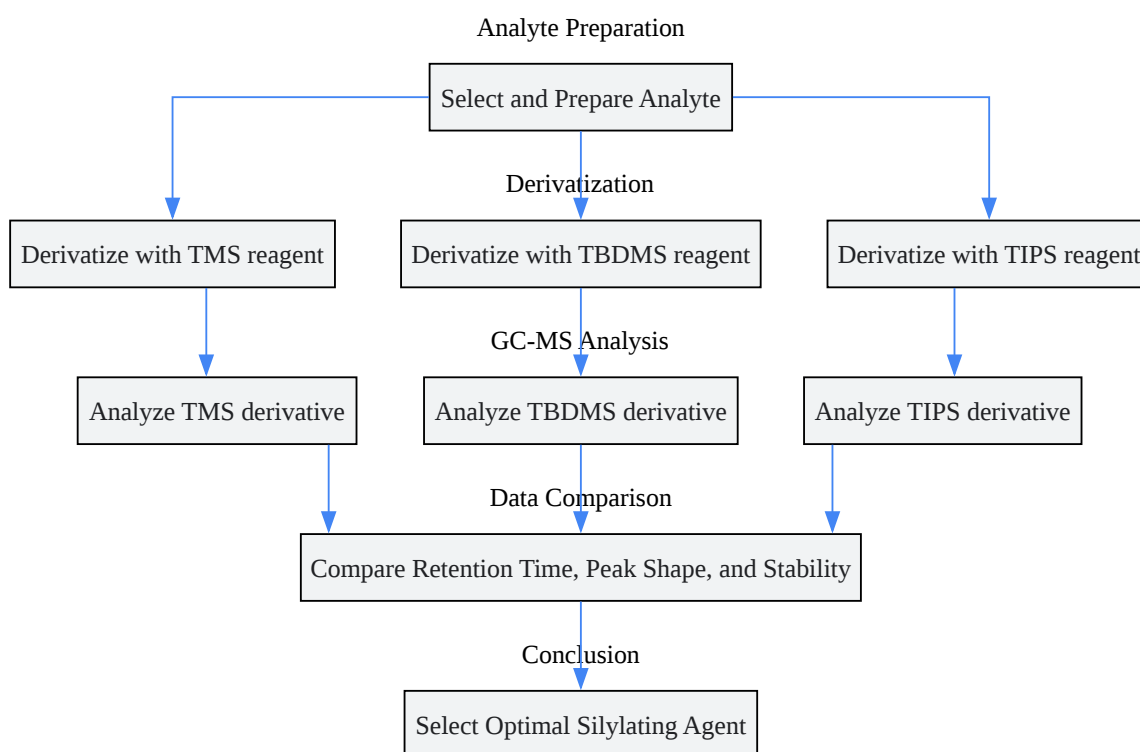 Analyte Preparation
Select and Prepare Analyte
Derivatization
Derivatize with TMS reagent
Derivatize with TBDMS reagent
Derivatize with TIPS reagent
GC-MS Analysis
Analyze TMS derivative
Analyze TBDMS derivative
Analyze TIPS derivative
Data Comparison
Compare Retention Time, Peak Shape, and Stability
Conclusion
Select Optimal Silylating Agent